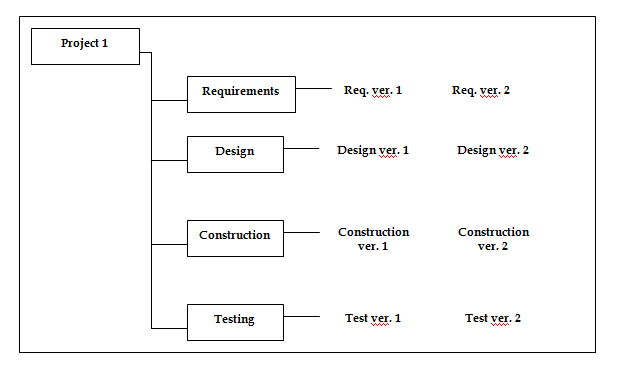 Project 1
Requirements
Req. ver. 1
Req. ver. 2
Design
Design ver. 1
Design ver. 2
Construction
Construction
ver. 1
Construction
ver. 2
Testing
Test ver. 1
Test ver. 2